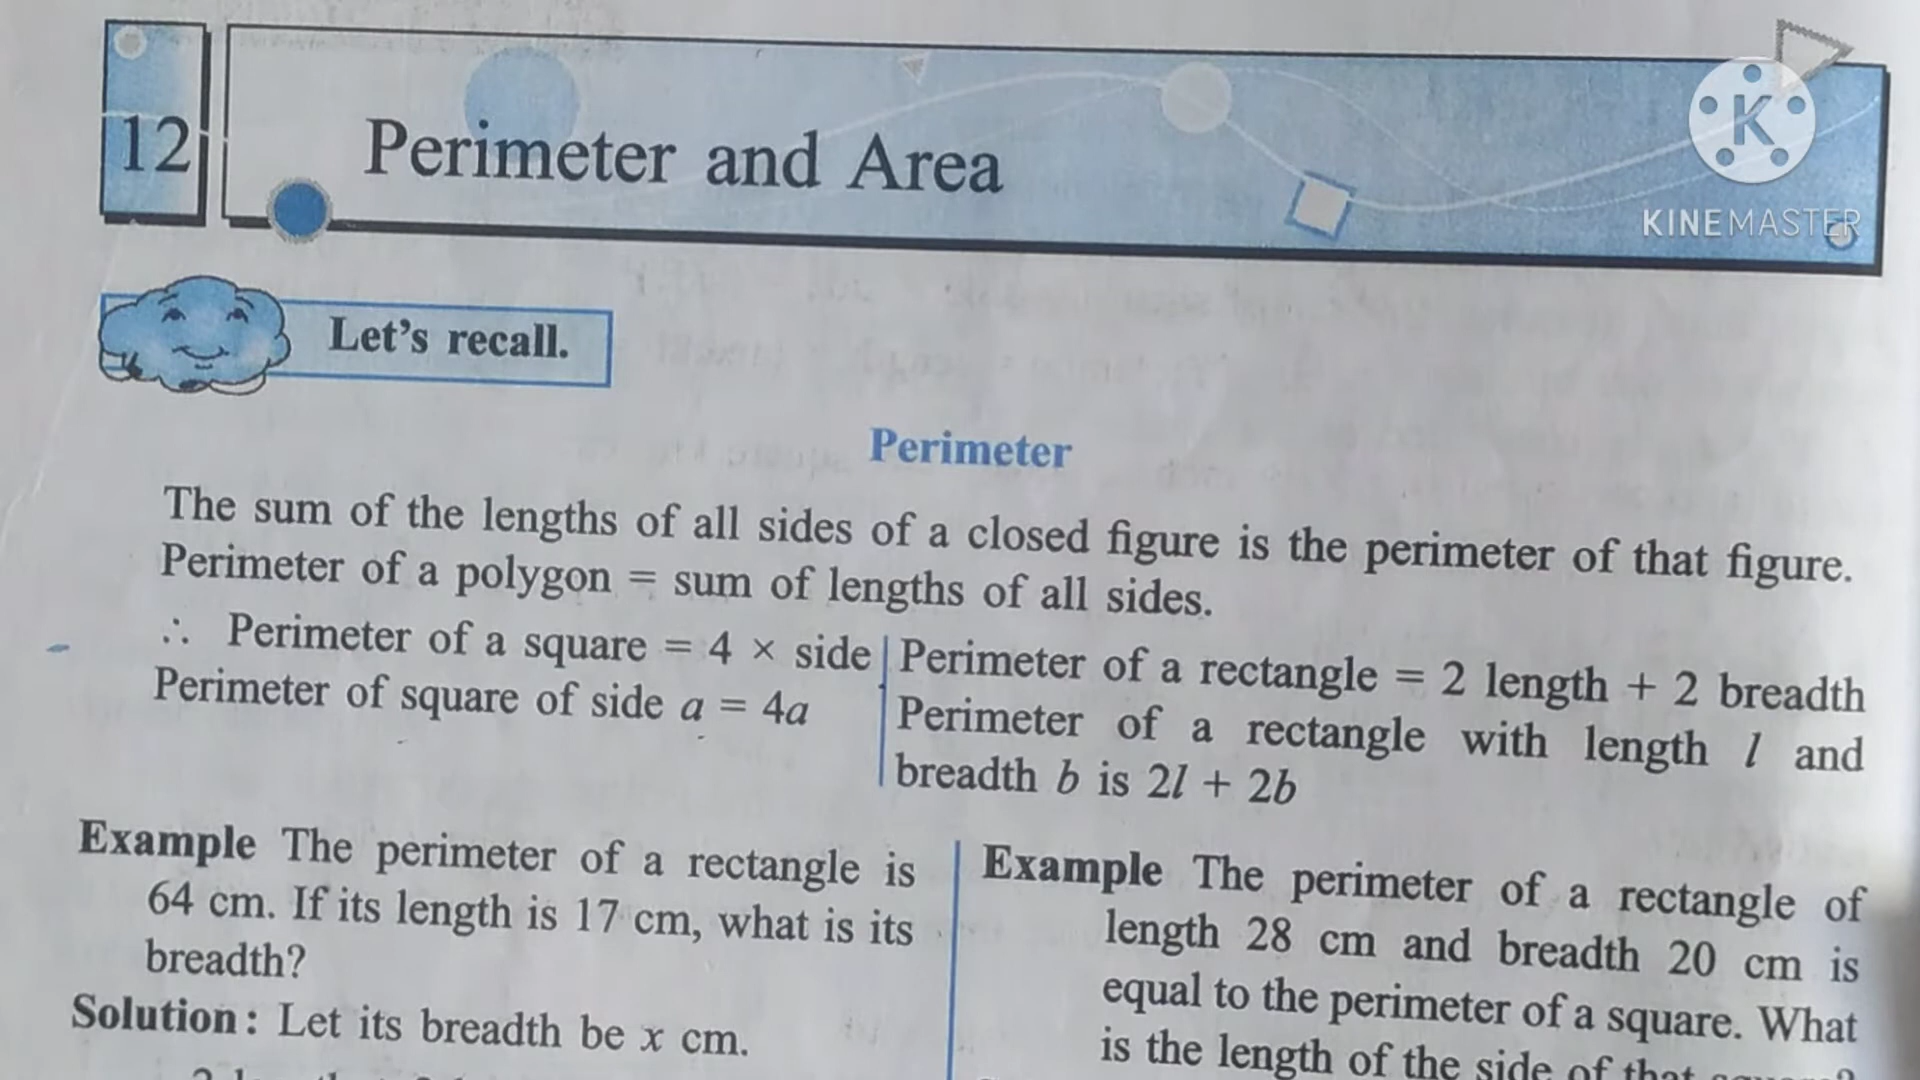 12
Perimeter and Area
K
KINEMASTER
Let's recall.
Perimeter
The sum of the lengths of all sides of a closed figure is the perimeter of that figure.
Perimeter of a polygon = sum of lengths of all sides.
∴ Perimeter of a square = 4 × side
Perimeter of square of side a = 4a
Perimeter of a rectangle = 2 length + 2 breadth
Perimeter of a rectangle with length l and
breadth b is 2l + 2b
Example The perimeter of a rectangle is
64 cm. If its length is 17 cm, what is its
breadth?
Solution: Let its breadth be x cm.
Example The perimeter of a rectangle of
length 28 cm and breadth 20 cm is
equal to the perimeter of a square. What
is the length of the side of that square?